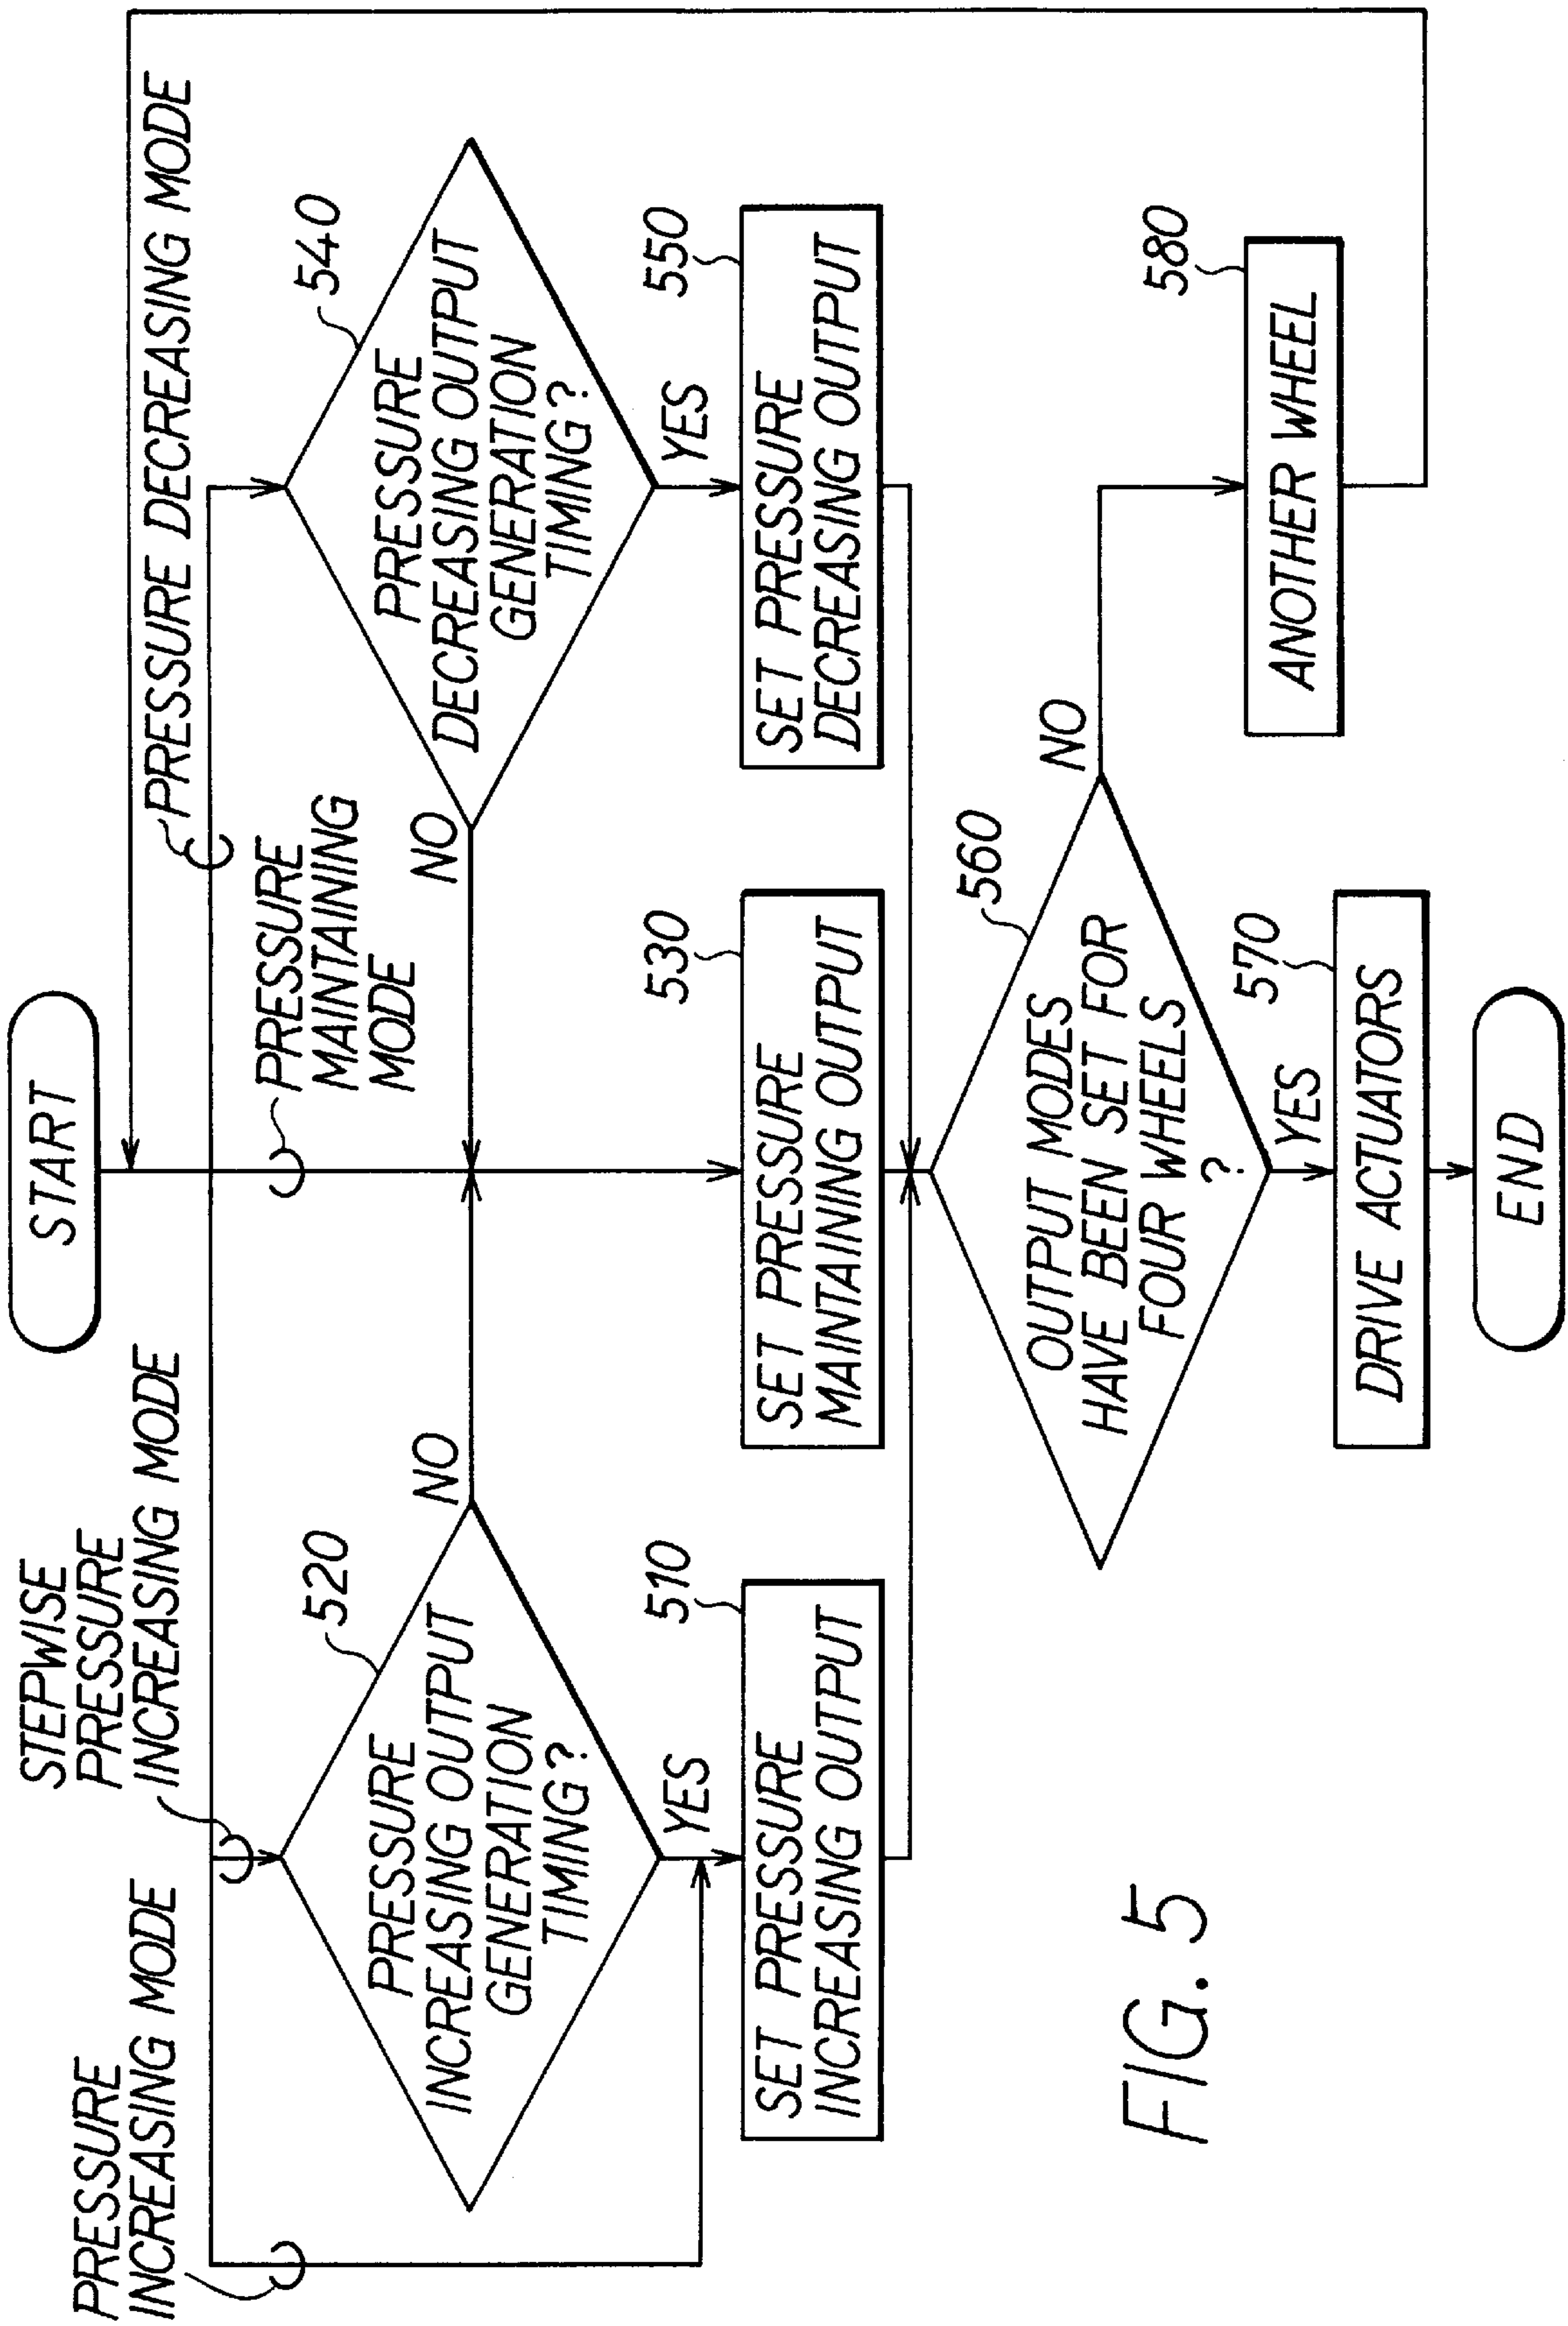 START
PRESSURE
INCREASING MODE
STEPWISE
PRESSURE
INCREASING MODE
PRESSURE
MAINTAINING
MODE
PRESSURE DECREASING MODE
520
PRESSURE
INCREASING OUTPUT
GENERATION
TIMING?
NO
YES
540
PRESSURE
DECREASING OUTPUT
GENERATION
TIMING?
NO
YES
510
SET PRESSURE
INCREASING OUTPUT
530
SET PRESSURE
MAINTAINING OUTPUT
550
SET PRESSURE
DECREASING OUTPUT
560
OUTPUT MODES
HAVE BEEN SET FOR
FOUR WHEELS
?
NO
YES
580
ANOTHER WHEEL
570
DRIVE ACTUATORS
END
FIG. 5